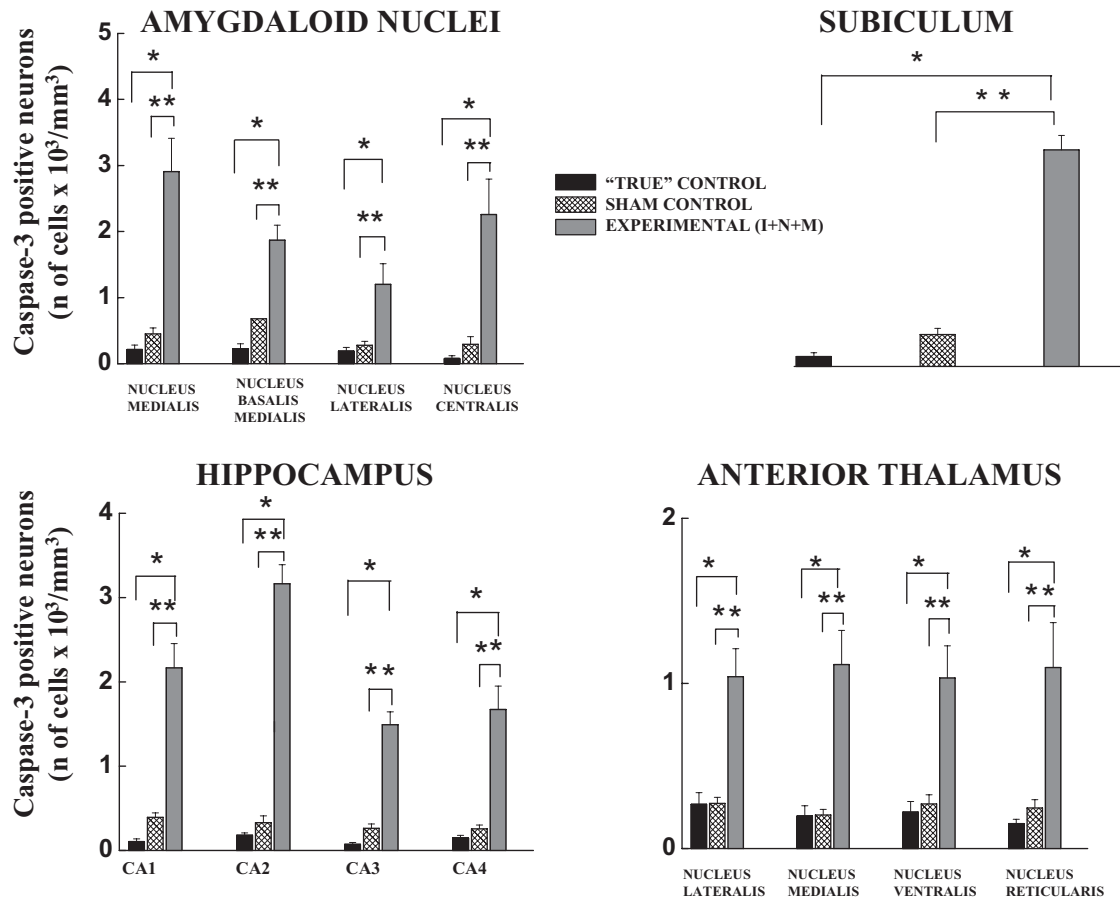 AMYGDALOID NUCLEI
Caspase-3 positive neurons
(n of cells x 10³/mm³)
5
4
3
2
1
0
*
**
*
**
*
**
*
**
NUCLEUS
MEDIALIS
NUCLEUS
BASALIS
MEDIALIS
NUCLEUS
LATERALIS
NUCLEUS
CENTRALIS
SUBICULUM
*
* *
"TRUE" CONTROL
SHAM CONTROL
EXPERIMENTAL (I+N+M)
HIPPOCAMPUS
Caspase-3 positive neurons
(n of cells x 10³/mm³)
4
3
2
1
0
*
**
*
**
*
**
*
**
CA1
CA2
CA3
CA4
ANTERIOR THALAMUS
2
1
0
*
**
*
**
*
**
*
**
NUCLEUS
LATERALIS
NUCLEUS
MEDIALIS
NUCLEUS
VENTRALIS
NUCLEUS
RETICULARIS